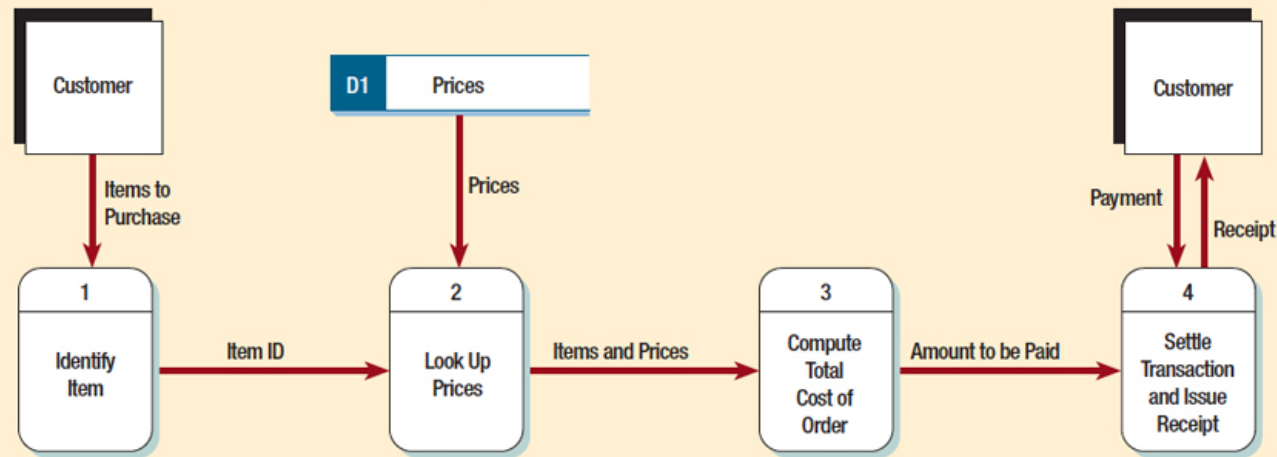 Customer
D1 Prices
Customer
Items to
Purchase
Prices
Payment
Receipt
1
Identify
Item
Item ID
2
Look Up
Prices
Items and Prices
3
Compute
Total
Cost of
Order
Amount to be Paid
4
Settle
Transaction
and Issue
Receipt